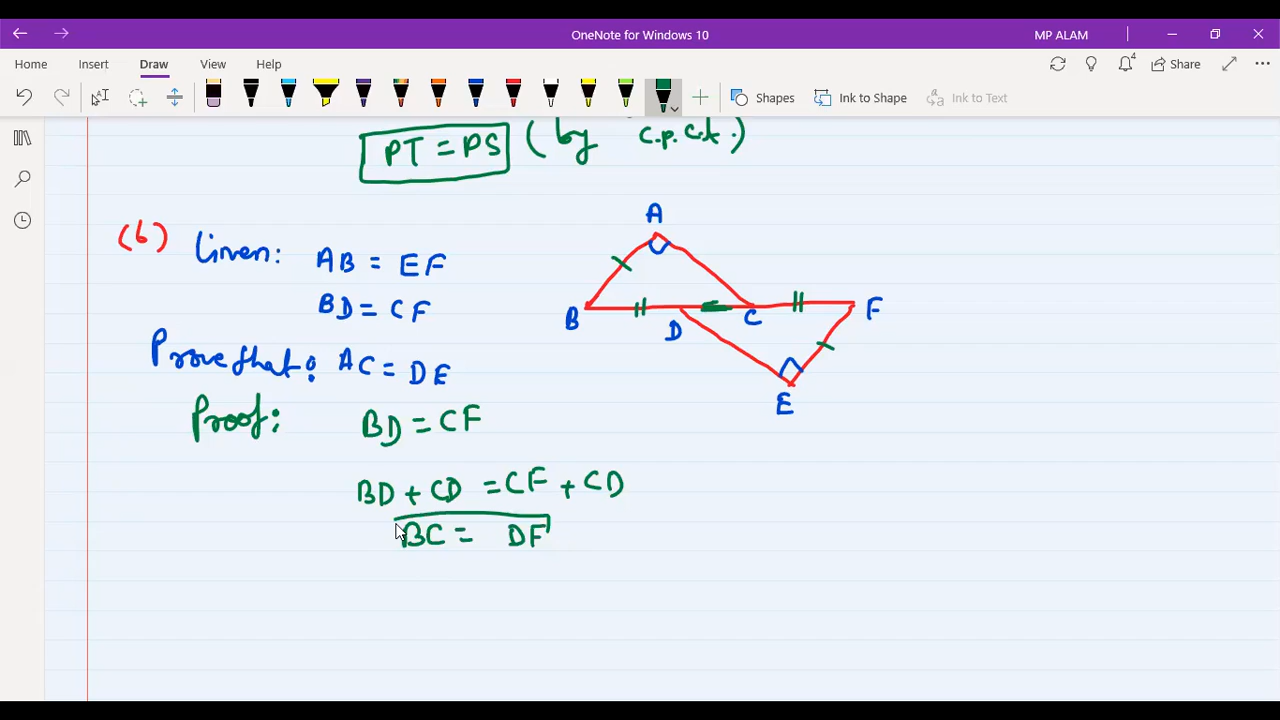 OneNote for Windows 10
MP ALAM
Home Insert Draw View Help
Share
Shapes
Ink to Shape
Ink to Text
PT = PS (by c.p.c.t.)
(b) Given: AB = EF
BD = CF
Prove that: AC = DE
Proof: BD = CF
BD + CD = CF + CD
BC = DF
A
B
D
C
F
E